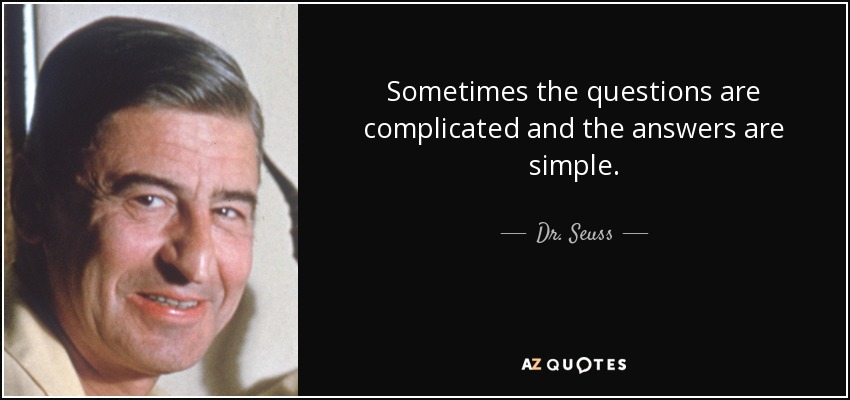 Sometimes the questions are
complicated and the answers are
simple.
Dr. Seuss
AZ QUOTES